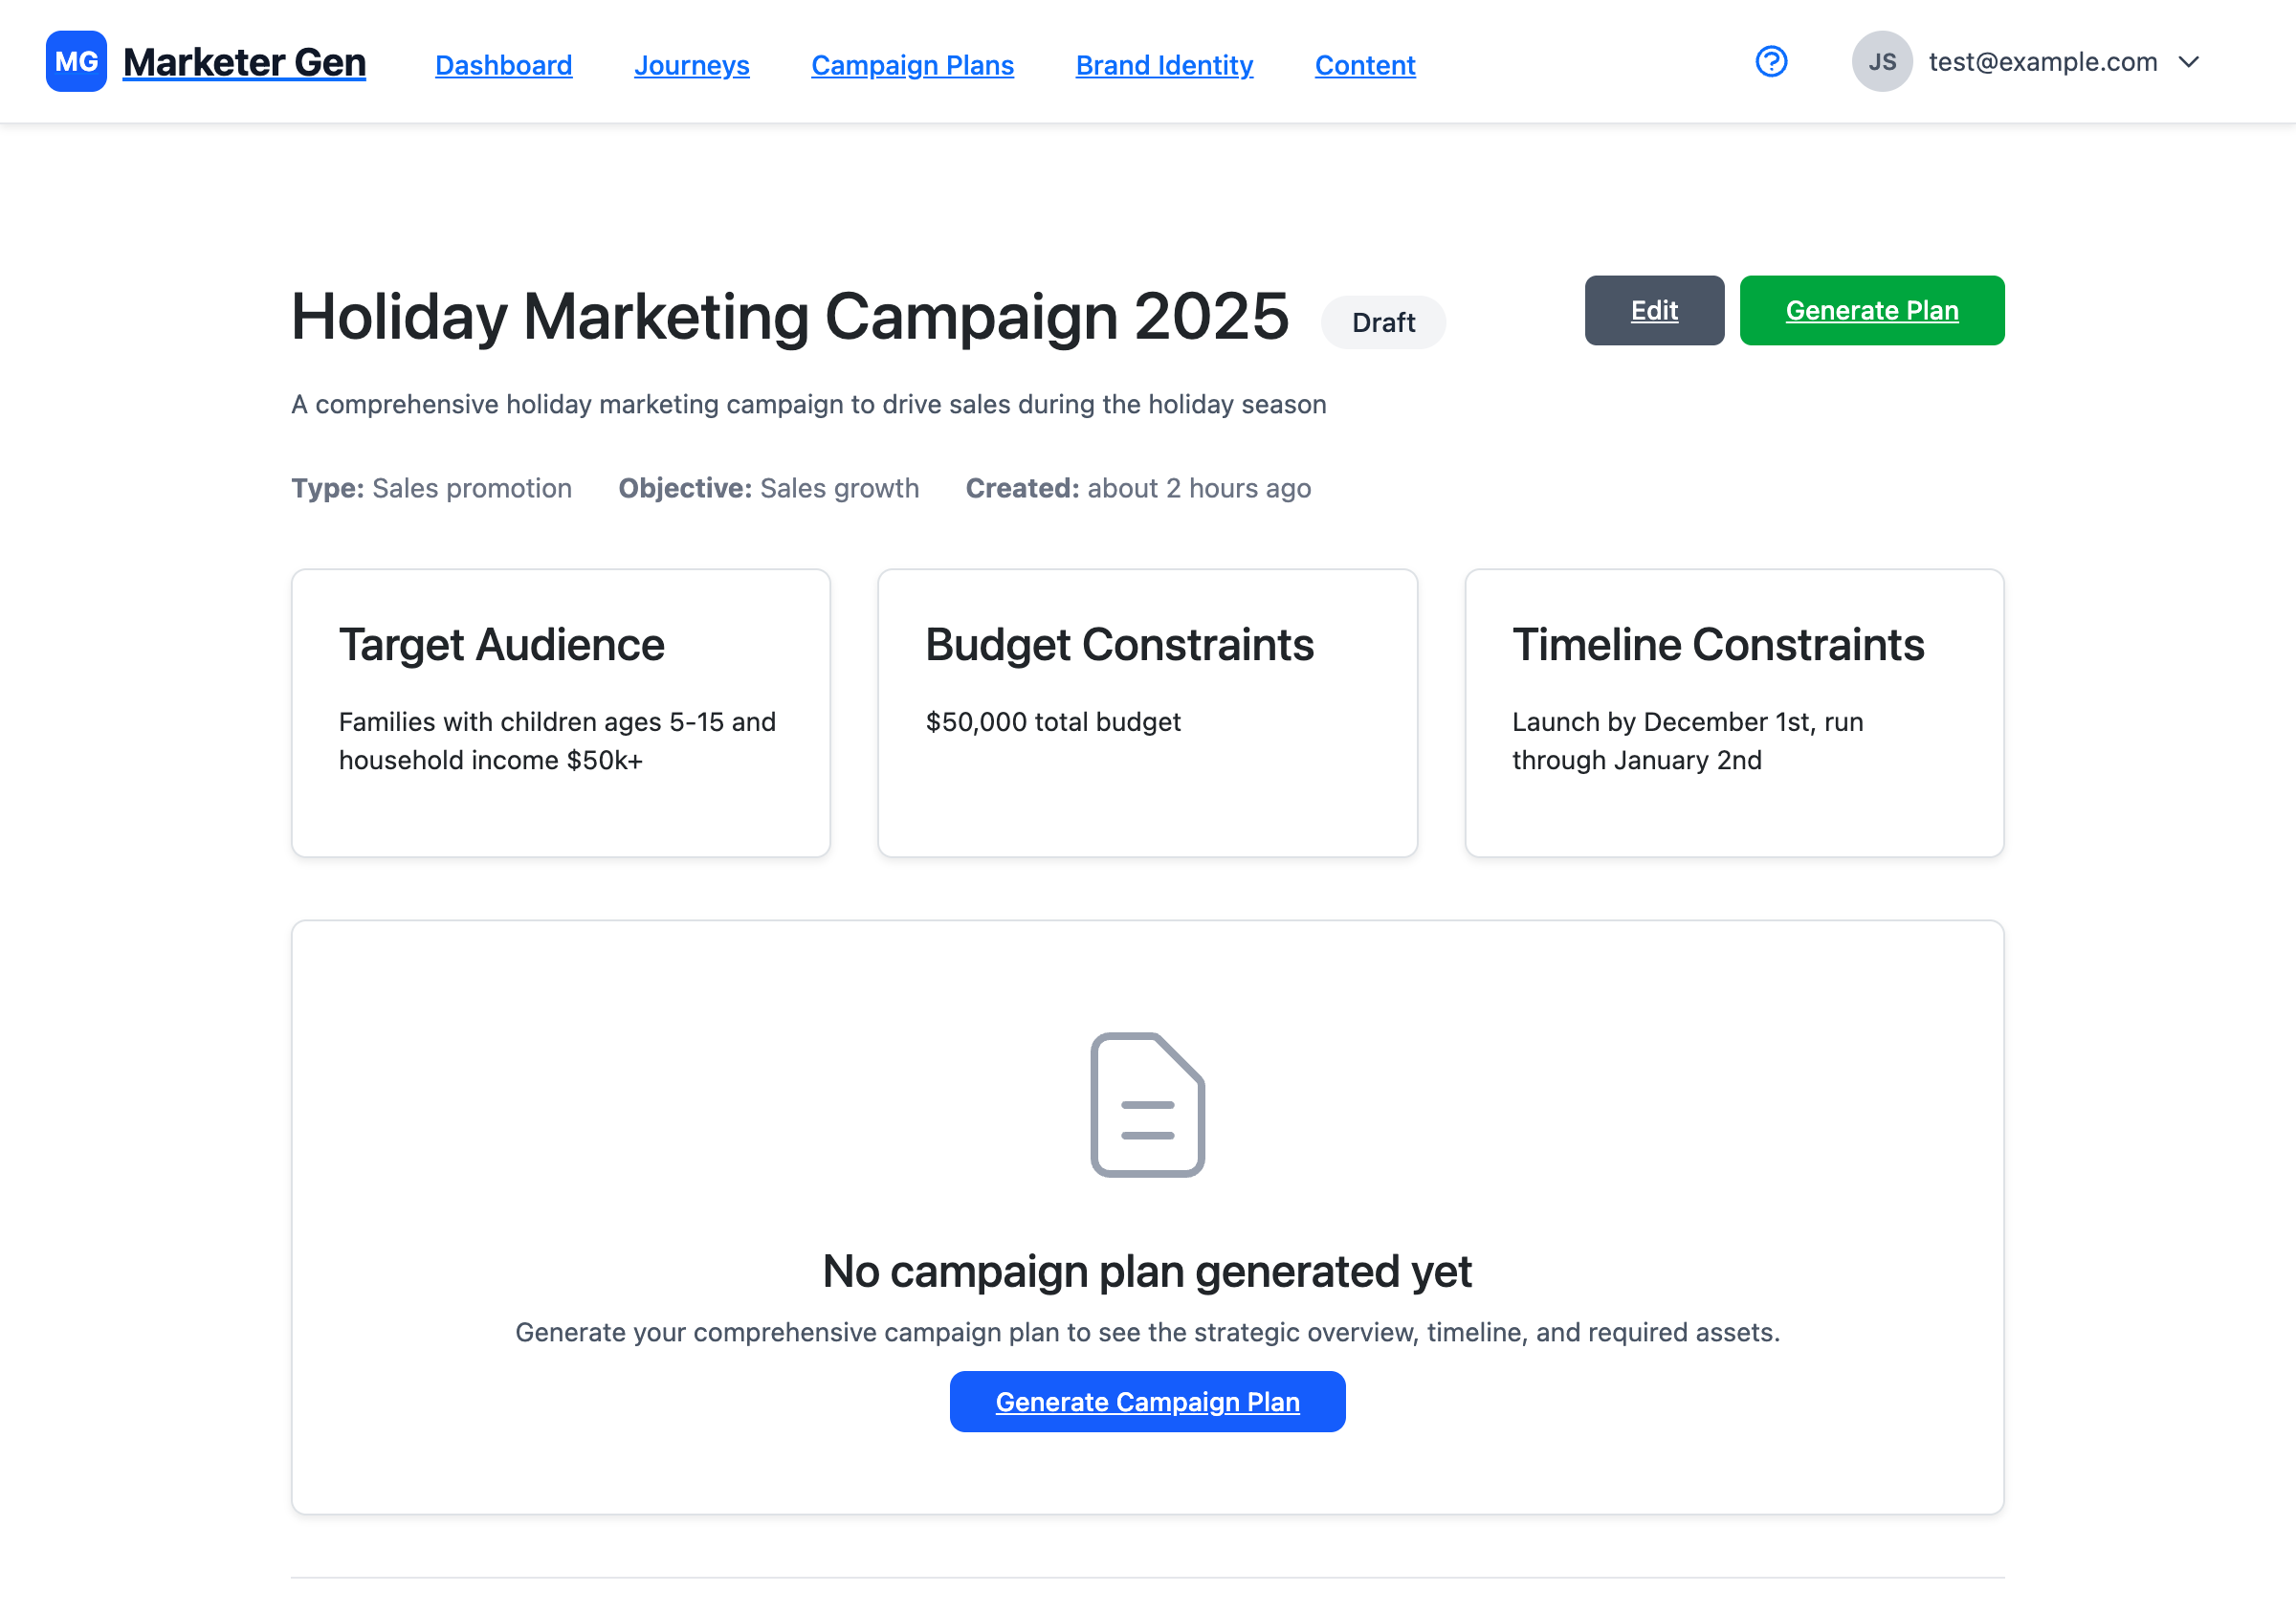 MG Marketer Gen Dashboard Journeys Campaign Plans Brand Identity Content JS test@example.com
Holiday Marketing Campaign 2025 Draft Edit Generate Plan
A comprehensive holiday marketing campaign to drive sales during the holiday season
Type: Sales promotion Objective: Sales growth Created: about 2 hours ago
Target Audience
Families with children ages 5-15 and
household income $50k+
Budget Constraints
$50,000 total budget
Timeline Constraints
Launch by December 1st, run
through January 2nd
No campaign plan generated yet
Generate your comprehensive campaign plan to see the strategic overview, timeline, and required assets.
Generate Campaign Plan